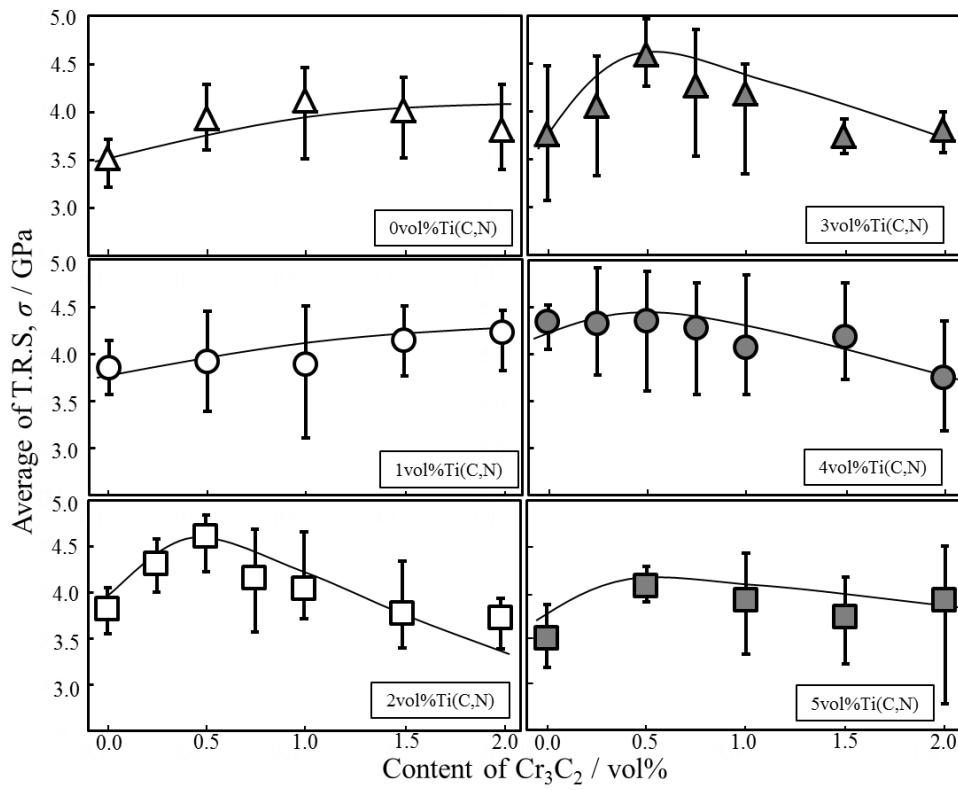 Average of T.R.S, σ / GPa
5.0
4.5
4.0
3.5
3.0
0vol%Ti(C,N)
3vol%Ti(C,N)
4.5
4.0
3.5
3.0
1vol%Ti(C,N)
4vol%Ti(C,N)
5.0
4.5
4.0
3.5
3.0
2vol%Ti(C,N)
5vol%Ti(C,N)
0.0 0.5 1.0 1.5 2.0 0.0 0.5 1.0 1.5 2.0
Content of Cr₃C₂ / vol%